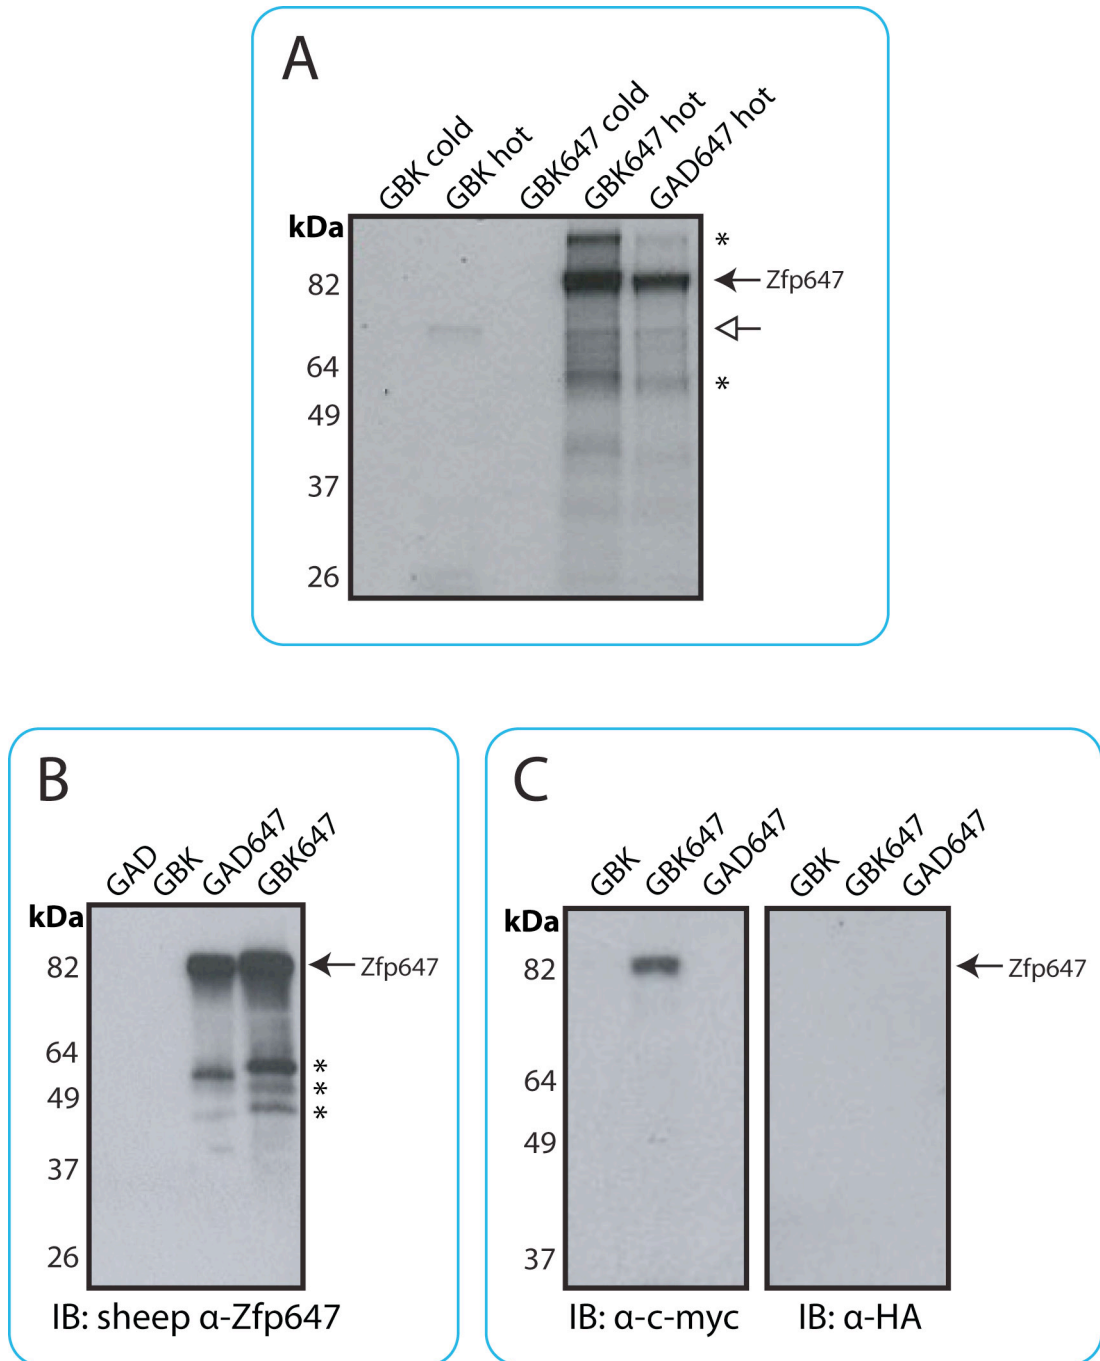 A
GBK cold
GBK hot
GBK647 cold
GBK647 hot
GAD647 hot
kDa
*
82
Zfp647
64
*
49
37
26
B
GAD
GBK
GAD647
GBK647
kDa
82
Zfp647
64
*
*
49
*
37
26
IB: sheep α-Zfp647
C
GBK
GBK647
GAD647
GBK
GBK647
GAD647
kDa
82
Zfp647
64
49
37
IB: α-c-myc
IB: α-HA